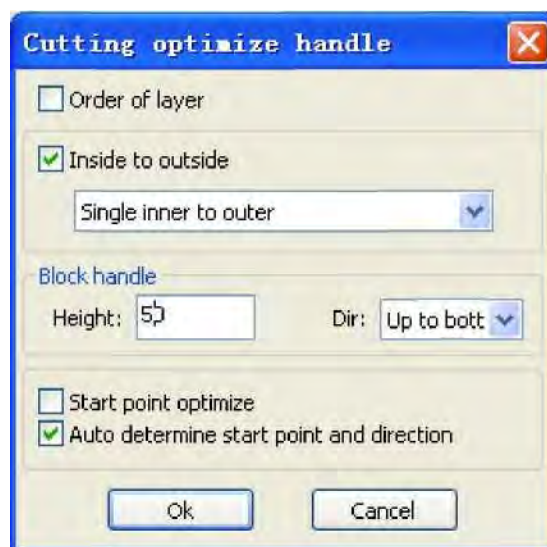 Cutting optimize handle
Order of layer
Inside to outside
Single inner to outer
Block handle
Height: Dir: Up to bott
Start point optimize
Auto determine start point and direction
Ok Cancel